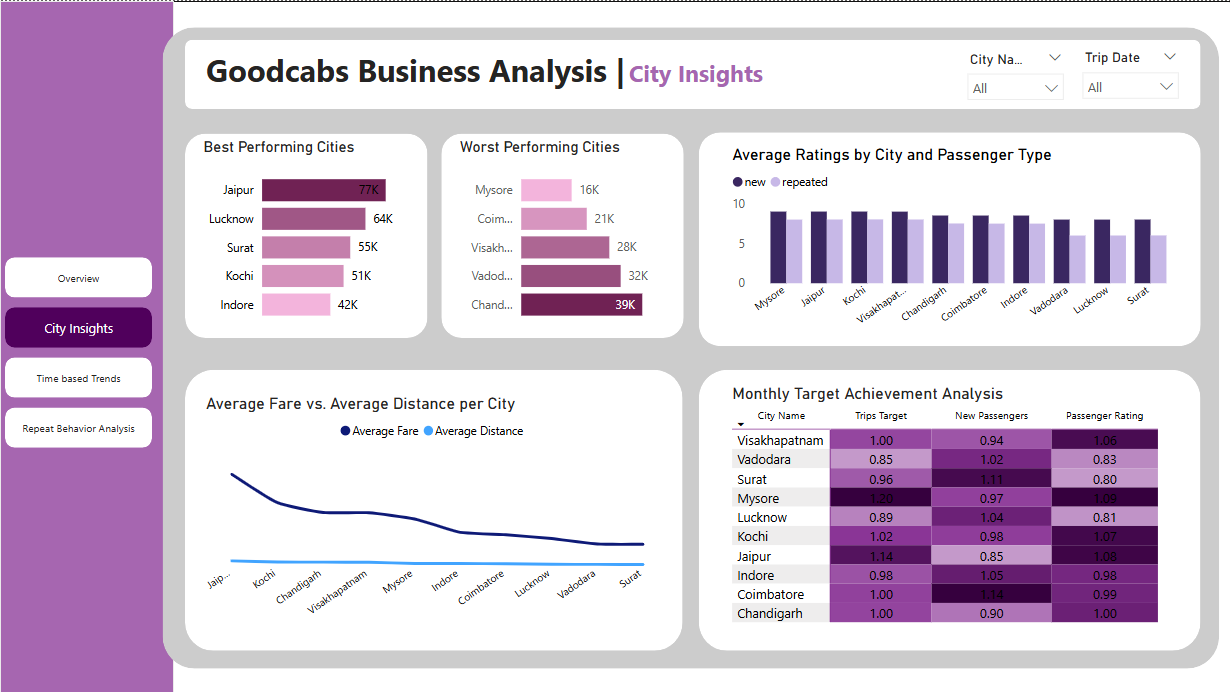 Goodcabs Business Analysis | City Insights
City Na...
All
Trip Date
All
Overview
City Insights
Time based Trends
Repeat Behavior Analysis
Best Performing Cities
Jaipur 77K
Lucknow 64K
Surat 55K
Kochi 51K
Indore 42K
Worst Performing Cities
Mysore 16K
Coim... 21K
Visakh... 28K
Vadod... 32K
Chand... 39K
Average Ratings by City and Passenger Type
new repeated
10
5
0
Mysore Jaipur Kochi Visakhapat... Chandigarh Coimbatore Indore Vadodara Lucknow Surat
Average Fare vs. Average Distance per City
Average Fare Average Distance
Jaip... Kochi Chandigarh Visakhapatnam Mysore Indore Coimbatore Lucknow Vadodara Surat
Monthly Target Achievement Analysis
City Name Trips Target New Passengers Passenger Rating
Visakhapatnam 1.00 0.94 1.06
Vadodara 0.85 1.02 0.83
Surat 0.96 1.11 0.80
Mysore 1.20 0.97 1.09
Lucknow 0.89 1.04 0.81
Kochi 1.02 0.98 1.07
Jaipur 1.14 0.85 1.08
Indore 0.98 1.05 0.98
Coimbatore 1.00 1.14 0.99
Chandigarh 1.00 0.90 1.00